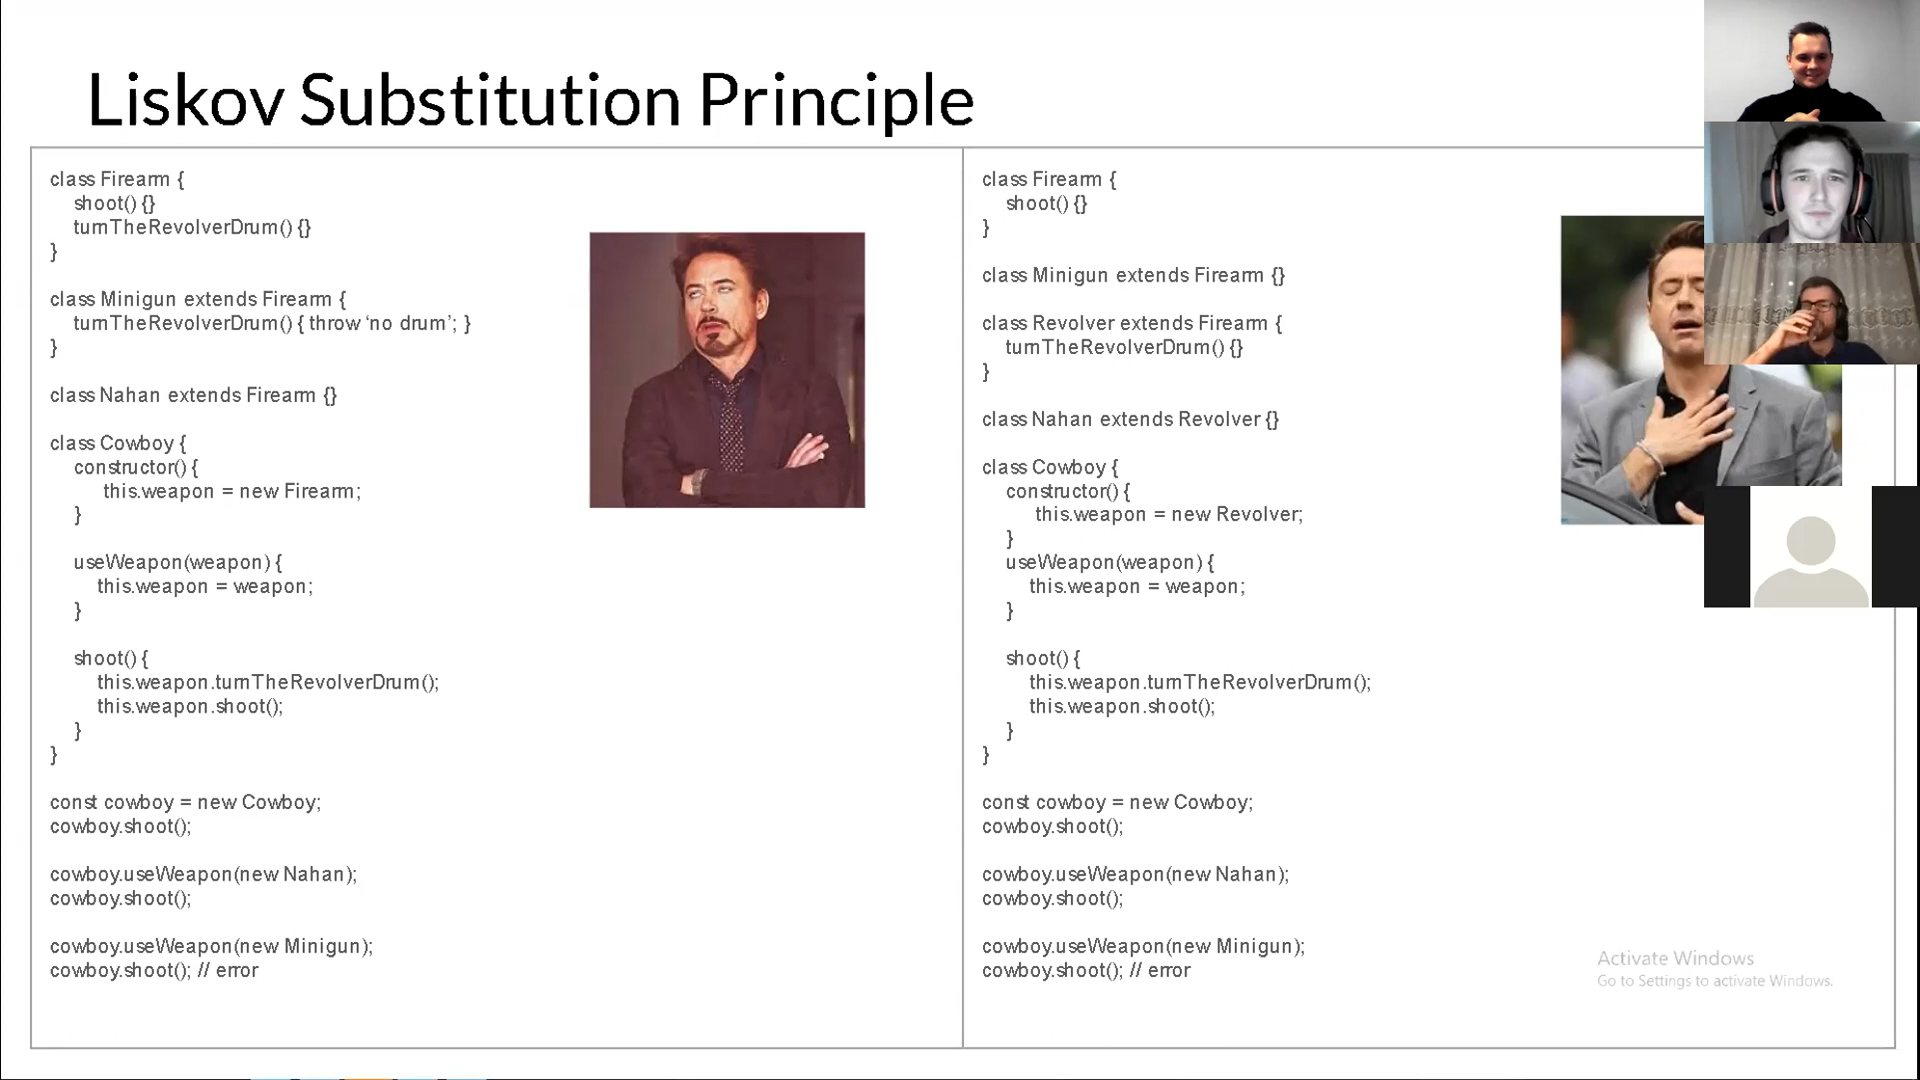 Liskov Substitution Principle
class Firearm {
shoot() {}
turnTheRevolverDrum() {}
}
class Minigun extends Firearm {
turnTheRevolverDrum() { throw ‘no drum’; }
}
class Nahan extends Firearm {}
class Cowboy {
constructor() {
this.weapon = new Firearm;
}
useWeapon(weapon) {
this.weapon = weapon;
}
shoot() {
this.weapon.turnTheRevolverDrum();
this.weapon.shoot();
}
}
const cowboy = new Cowboy;
cowboy.shoot();
cowboy.useWeapon(new Nahan);
cowboy.shoot();
cowboy.useWeapon(new Minigun);
cowboy.shoot(); // error
class Firearm {
shoot() {}
}
class Minigun extends Firearm {}
class Revolver extends Firearm {
turnTheRevolverDrum() {}
}
class Nahan extends Revolver {}
class Cowboy {
constructor() {
this.weapon = new Revolver;
}
useWeapon(weapon) {
this.weapon = weapon;
}
shoot() {
this.weapon.turnTheRevolverDrum();
this.weapon.shoot();
}
}
const cowboy = new Cowboy;
cowboy.shoot();
cowboy.useWeapon(new Nahan);
cowboy.shoot();
cowboy.useWeapon(new Minigun);
cowboy.shoot(); // error
Activate Windows
Go to Settings to activate Windows.